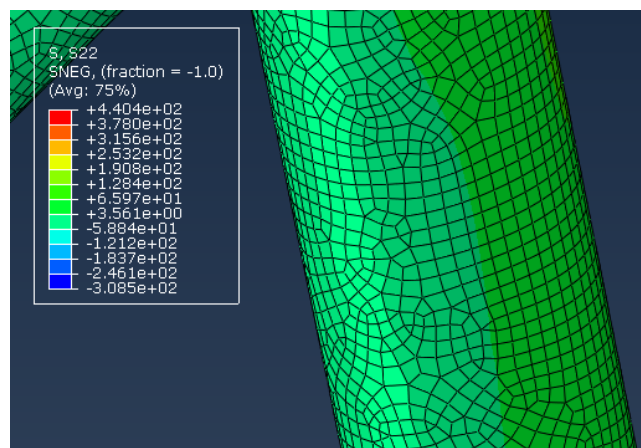 S, S22
SNEG, (fraction = -1.0)
(Avg: 75%)
+4.404e+02
+3.780e+02
+3.156e+02
+2.532e+02
+1.908e+02
+1.284e+02
+6.597e+01
+3.561e+00
-5.884e+01
-1.212e+02
-1.837e+02
-2.461e+02
-3.085e+02